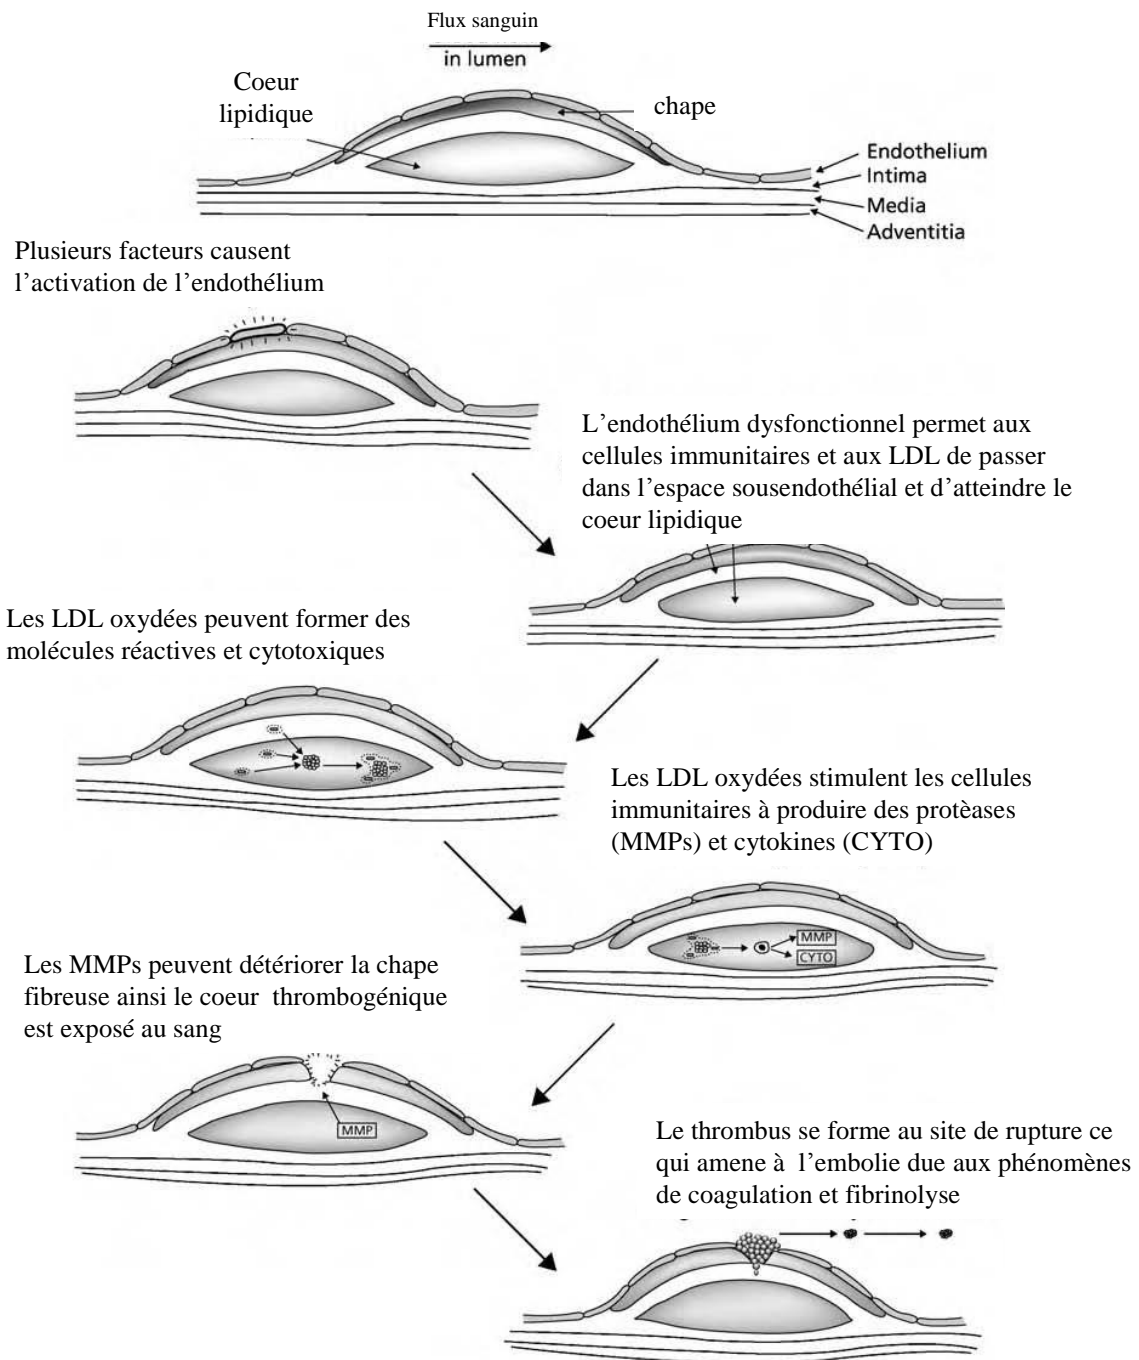 Flux sanguin
in lumen
Coeur
lipidique
chape
Endothelium
Intima
Media
Adventitia
Plusieurs facteurs causent
l’activation de l’endothélium
L’endothélium dysfonctionnel permet aux
cellules immunitaires et aux LDL de passer
dans l’espace sousendothélial et d’atteindre le
coeur lipidique
Les LDL oxydées peuvent former des
molécules réactives et cytotoxiques
Les LDL oxydées stimulent les cellules
immunitaires à produire des protèases
(MMPs) et cytokines (CYTO)
MMP
CYTO
Les MMPs peuvent détériorer la chape
fibreuse ainsi le coeur thrombogénique
est exposé au sang
MMP
Le thrombus se forme au site de rupture ce
qui amene à l’embolie due aux phénomènes
de coagulation et fibrinolyse